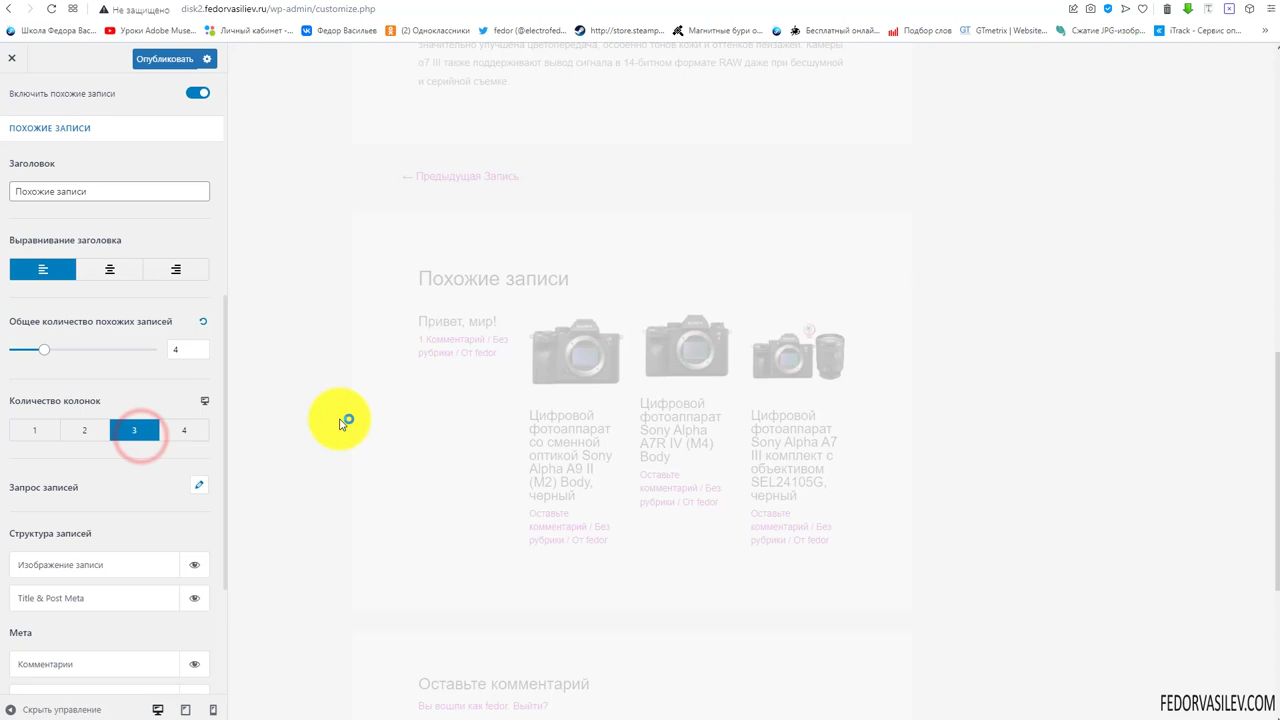 Не защищено
disk2.fedorvasiliev.ru/wp-admin/customize.php
Школа Федора Вас...
Уроки Adobe Muse...
Личный кабинет -...
Федор Васильев
(2) Одноклассники
fedor (@electrofed...
http://store.steamp...
Магнитные бури о...
Бесплатный онлай...
Подбор слов
GTmetrix | Website...
Сжатие JPG-изобр...
iTrack - Сервис оп...
Опубликовать
Включить похожие записи
ПОХОЖИЕ ЗАПИСИ
Заголовок
Похожие записи
Выравнивание заголовка
Общее количество похожих записей
4
Количество колонок
1 2 3 4
Запрос записей
Структура записей
Изображение записи
Title & Post Meta
Мета
Комментарии
Скрыть управление
значительно улучшена цветопередача, особенно тонов кожи и оттенков пейзажей. Камеры
α7 III также поддерживают вывод сигнала в 14-битном формате RAW даже при бесшумной
и серийной съемке.
← Предыдущая Запись
Похожие записи
Привет, мир!
1 Комментарий / Без
рубрики / От fedor
Цифровой
фотоаппарат
со сменной
оптикой Sony
Alpha A9 II
(M2) Body,
черный
Оставьте
комментарий / Без
рубрики / От fedor
Цифровой
фотоаппарат
Sony Alpha
A7R IV (M4)
Body
Оставьте
комментарий / Без
рубрики / От fedor
Цифровой
фотоаппарат
Sony Alpha A7
III комплект с
объективом
SEL24105G,
черный
Оставьте
комментарий / Без
рубрики / От fedor
Оставьте комментарий
Вы вошли как fedor. Выйти?
FEDORVASILEV.COM